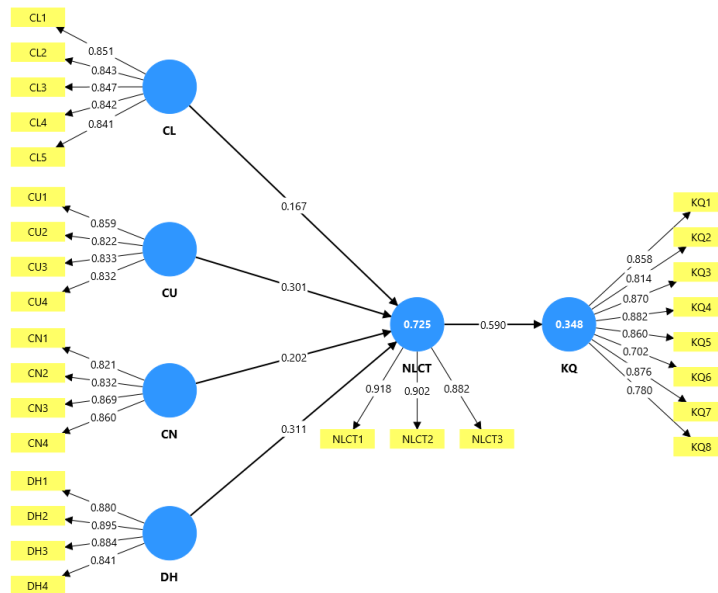 CL1
CL2
CL3
CL4
CL5
0.851
0.843
0.847
0.842
0.841
CL
CU1
CU2
CU3
CU4
0.859
0.822
0.833
0.832
CU
CN1
CN2
CN3
CN4
0.821
0.832
0.869
0.860
CN
DH1
DH2
DH3
DH4
0.880
0.895
0.884
0.841
DH
0.167
0.301
0.202
0.311
0.725
NLCT
0.918
0.902
0.882
NLCT1
NLCT2
NLCT3
0.590
0.348
KQ
0.858
0.814
0.870
0.882
0.860
0.702
0.876
0.780
KQ1
KQ2
KQ3
KQ4
KQ5
KQ6
KQ7
KQ8